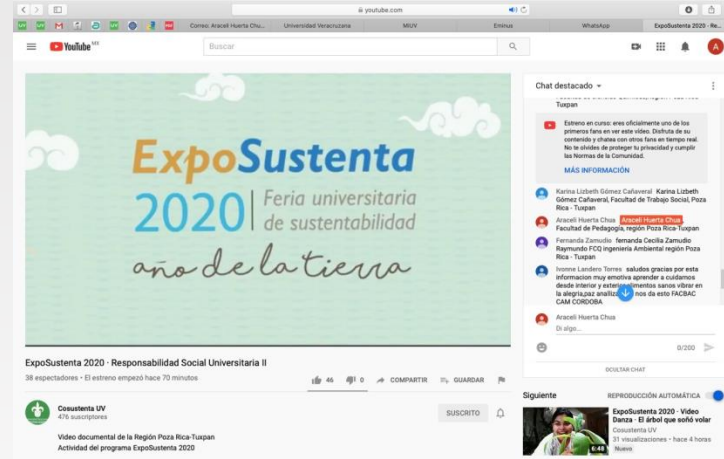 youtube.com
Correo: Araceli Huerta Chu...
Universidad Veracruzana
MiUV
Eminus
WhatsApp
ExpoSustenta 2020 - Re...
YouTube MX
Buscar
A
ExpoSustenta
2020
Feria universitaria
de sustentabilidad
año de la tierra
ExpoSustenta 2020 · Responsabilidad Social Universitaria II
38 espectadores • El estreno empezó hace 70 minutos
46
0
COMPARTIR
GUARDAR
Cosustenta UV
476 suscriptores
SUSCRITO
Video documental de la Región Poza Rica-Tuxpan
Actividad del programa ExpoSustenta 2020
Chat destacado
Tuxpan
Estreno en curso: eres oficialmente uno de los
primeros fans en ver este vídeo. Disfruta de su
contenido y chatea con otros fans en tiempo real.
No te olvides de proteger tu privacidad y cumplir
las Normas de la Comunidad.
MÁS INFORMACIÓN
Karina Lizbeth Gómez Cañaveral Karina Lizbeth
Gómez Cañaveral, Facultad de Trabajo Social, Poza
Rica - Tuxpan
Araceli Huerta Chua Araceli Huerta Chua
Facultad de Pedagogía, región Poza Rica-Tuxpan
Fernanda Zamudio fernanda Cecilia Zamudio
Raymundo FCQ ingeniería Ambiental región Poza
Rica - Tuxpan
Ivonne Landero Torres saludos gracias por esta
informacion muy emotiva aprender a cuidarnos
desde interior y exterior alimentos sanos vibrar en
la alegria,paz nos da esto FACBAC
CAM CORDOBA
Araceli Huerta Chua
Di algo...
0/200
OCULTAR CHAT
Siguiente
REPRODUCCIÓN AUTOMÁTICA
ExpoSustenta 2020 - Video
Danza - El árbol que soñó volar
Cosustenta UV
31 visualizaciones • hace 4 horas
Nuevo
6:48